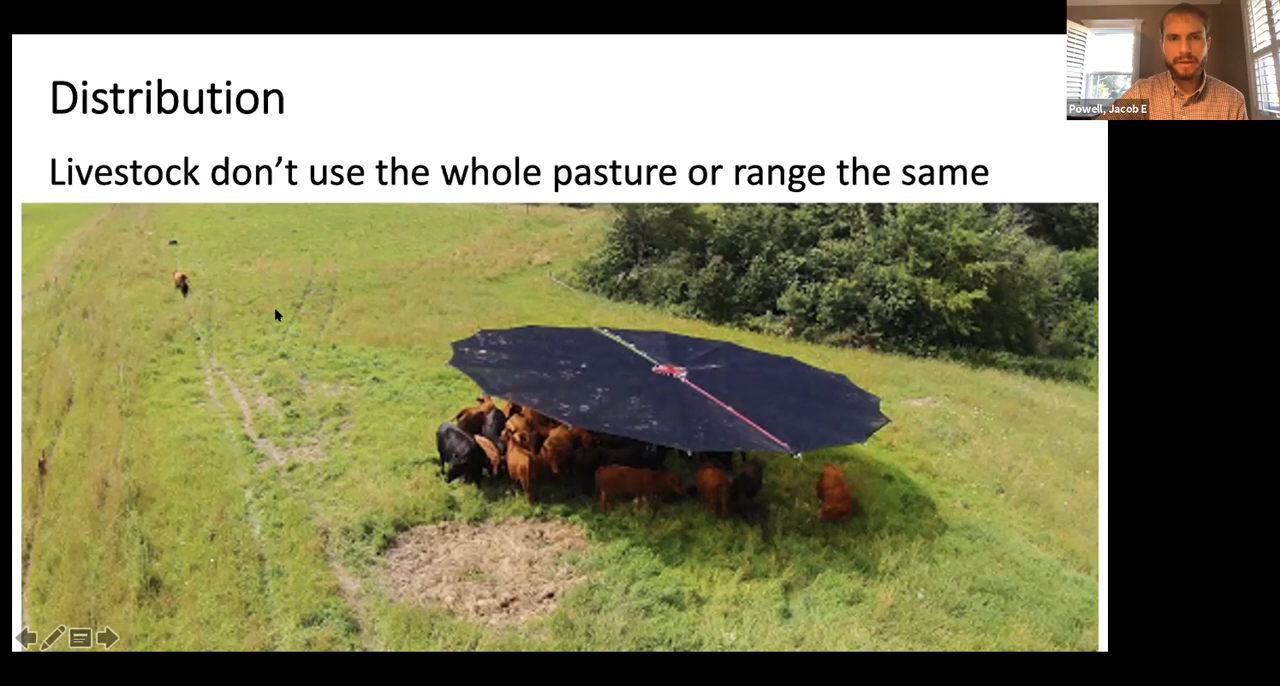 Distribution
Livestock don't use the whole pasture or range the same
Powell, Jacob E